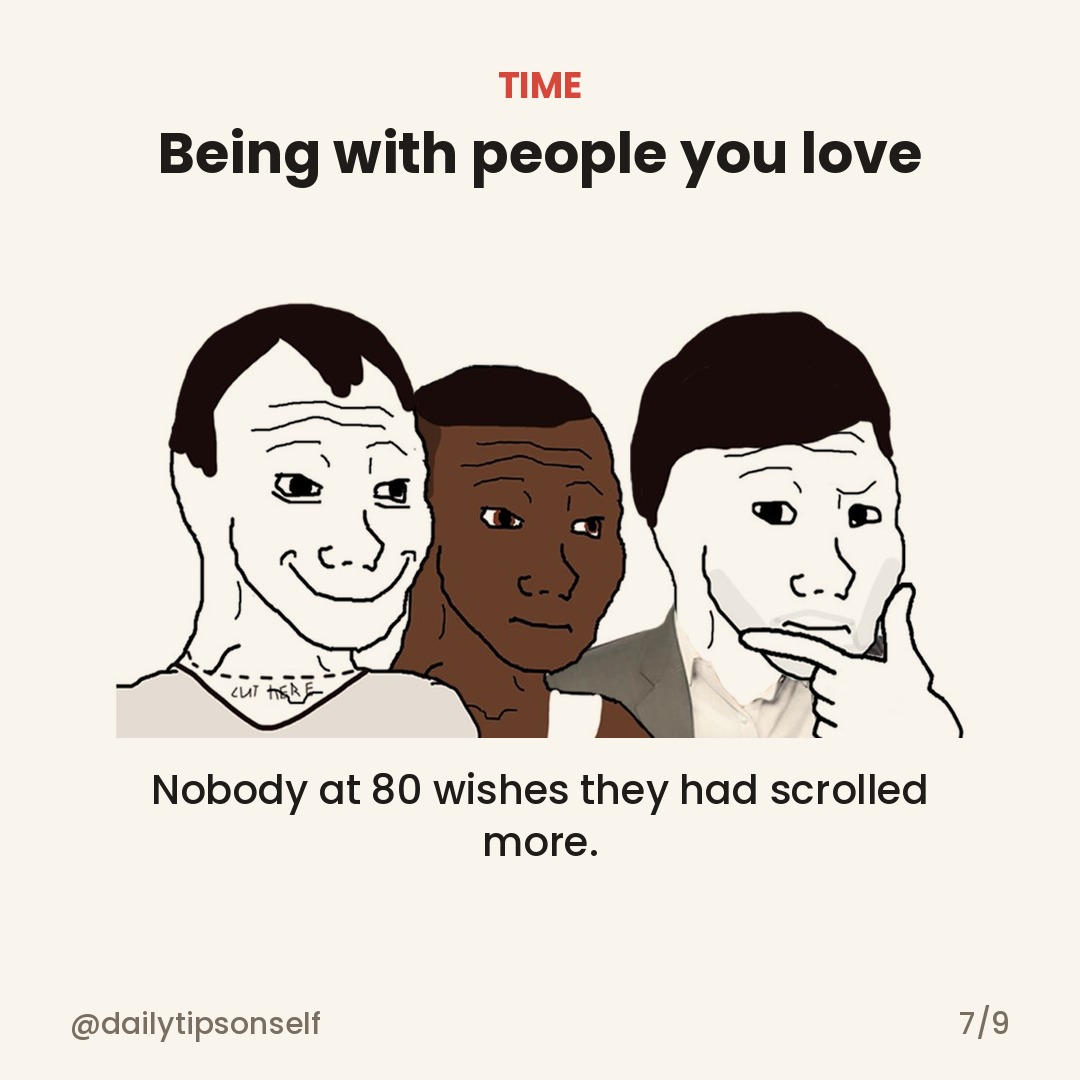 TIME
Being with people you love
CUT HERE
Nobody at 80 wishes they had scrolled
more.
@dailytipsonself
7/9